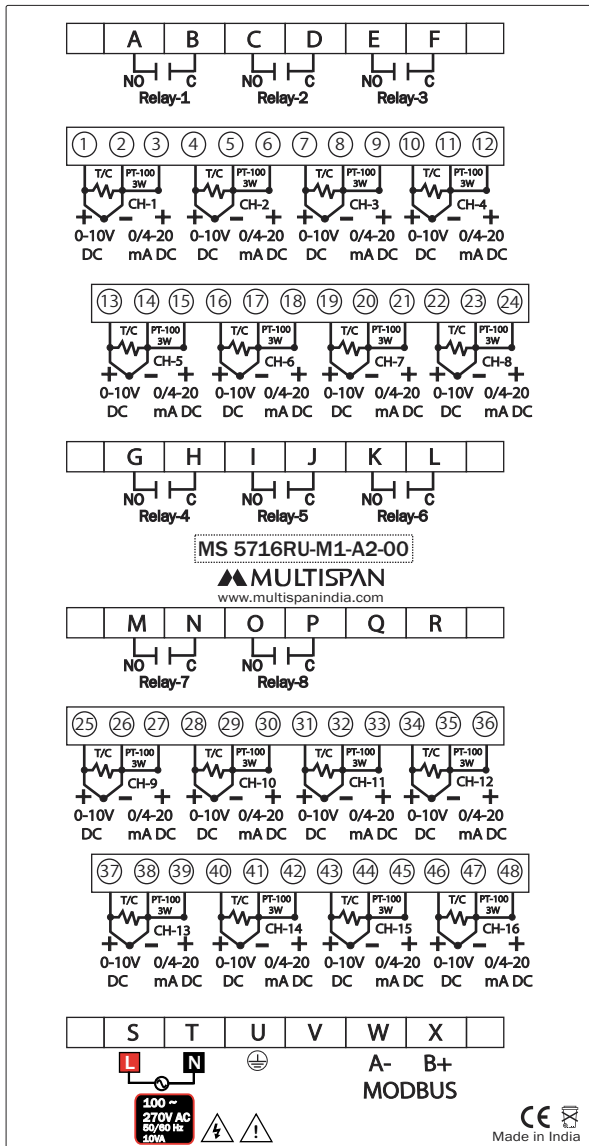 A B C D E F
NO C NO C NO C
Relay-1 Relay-2 Relay-3
1 2 3 4 5 6 7 8 9 10 11 12
T/C PT-100 T/C PT-100 T/C PT-100 T/C PT-100
3W 3W 3W 3W
CH-1 CH-2 CH-3 CH-4
+ - + + - + + - + + - +
0-10V 0/4-20 0-10V 0/4-20 0-10V 0/4-20 0-10V 0/4-20
DC mA DC DC mA DC DC mA DC DC mA DC
13 14 15 16 17 18 19 20 21 22 23 24
T/C PT-100 T/C PT-100 T/C PT-100 T/C PT-100
3W 3W 3W 3W
CH-5 CH-6 CH-7 CH-8
+ - + + - + + - + + - +
0-10V 0/4-20 0-10V 0/4-20 0-10V 0/4-20 0-10V 0/4-20
DC mA DC DC mA DC DC mA DC DC mA DC
G H I J K L
NO C NO C NO C
Relay-4 Relay-5 Relay-6
MS 5716RU-M1-A2-00
MULTISPAN
www.multispanindia.com
M N O P Q R
NO C NO C
Relay-7 Relay-8
25 26 27 28 29 30 31 32 33 34 35 36
T/C PT-100 T/C PT-100 T/C PT-100 T/C PT-100
3W 3W 3W 3W
CH-9 CH-10 CH-11 CH-12
+ - + + - + + - + + - +
0-10V 0/4-20 0-10V 0/4-20 0-10V 0/4-20 0-10V 0/4-20
DC mA DC DC mA DC DC mA DC DC mA DC
37 38 39 40 41 42 43 44 45 46 47 48
T/C PT-100 T/C PT-100 T/C PT-100 T/C PT-100
3W 3W 3W 3W
CH-13 CH-14 CH-15 CH-16
+ - + + - + + - + + - +
0-10V 0/4-20 0-10V 0/4-20 0-10V 0/4-20 0-10V 0/4-20
DC mA DC DC mA DC DC mA DC DC mA DC
S T U V W X
L N A- B+
MODBUS
100 ~
270V AC
50/60 Hz
10VA
CE
Made in India